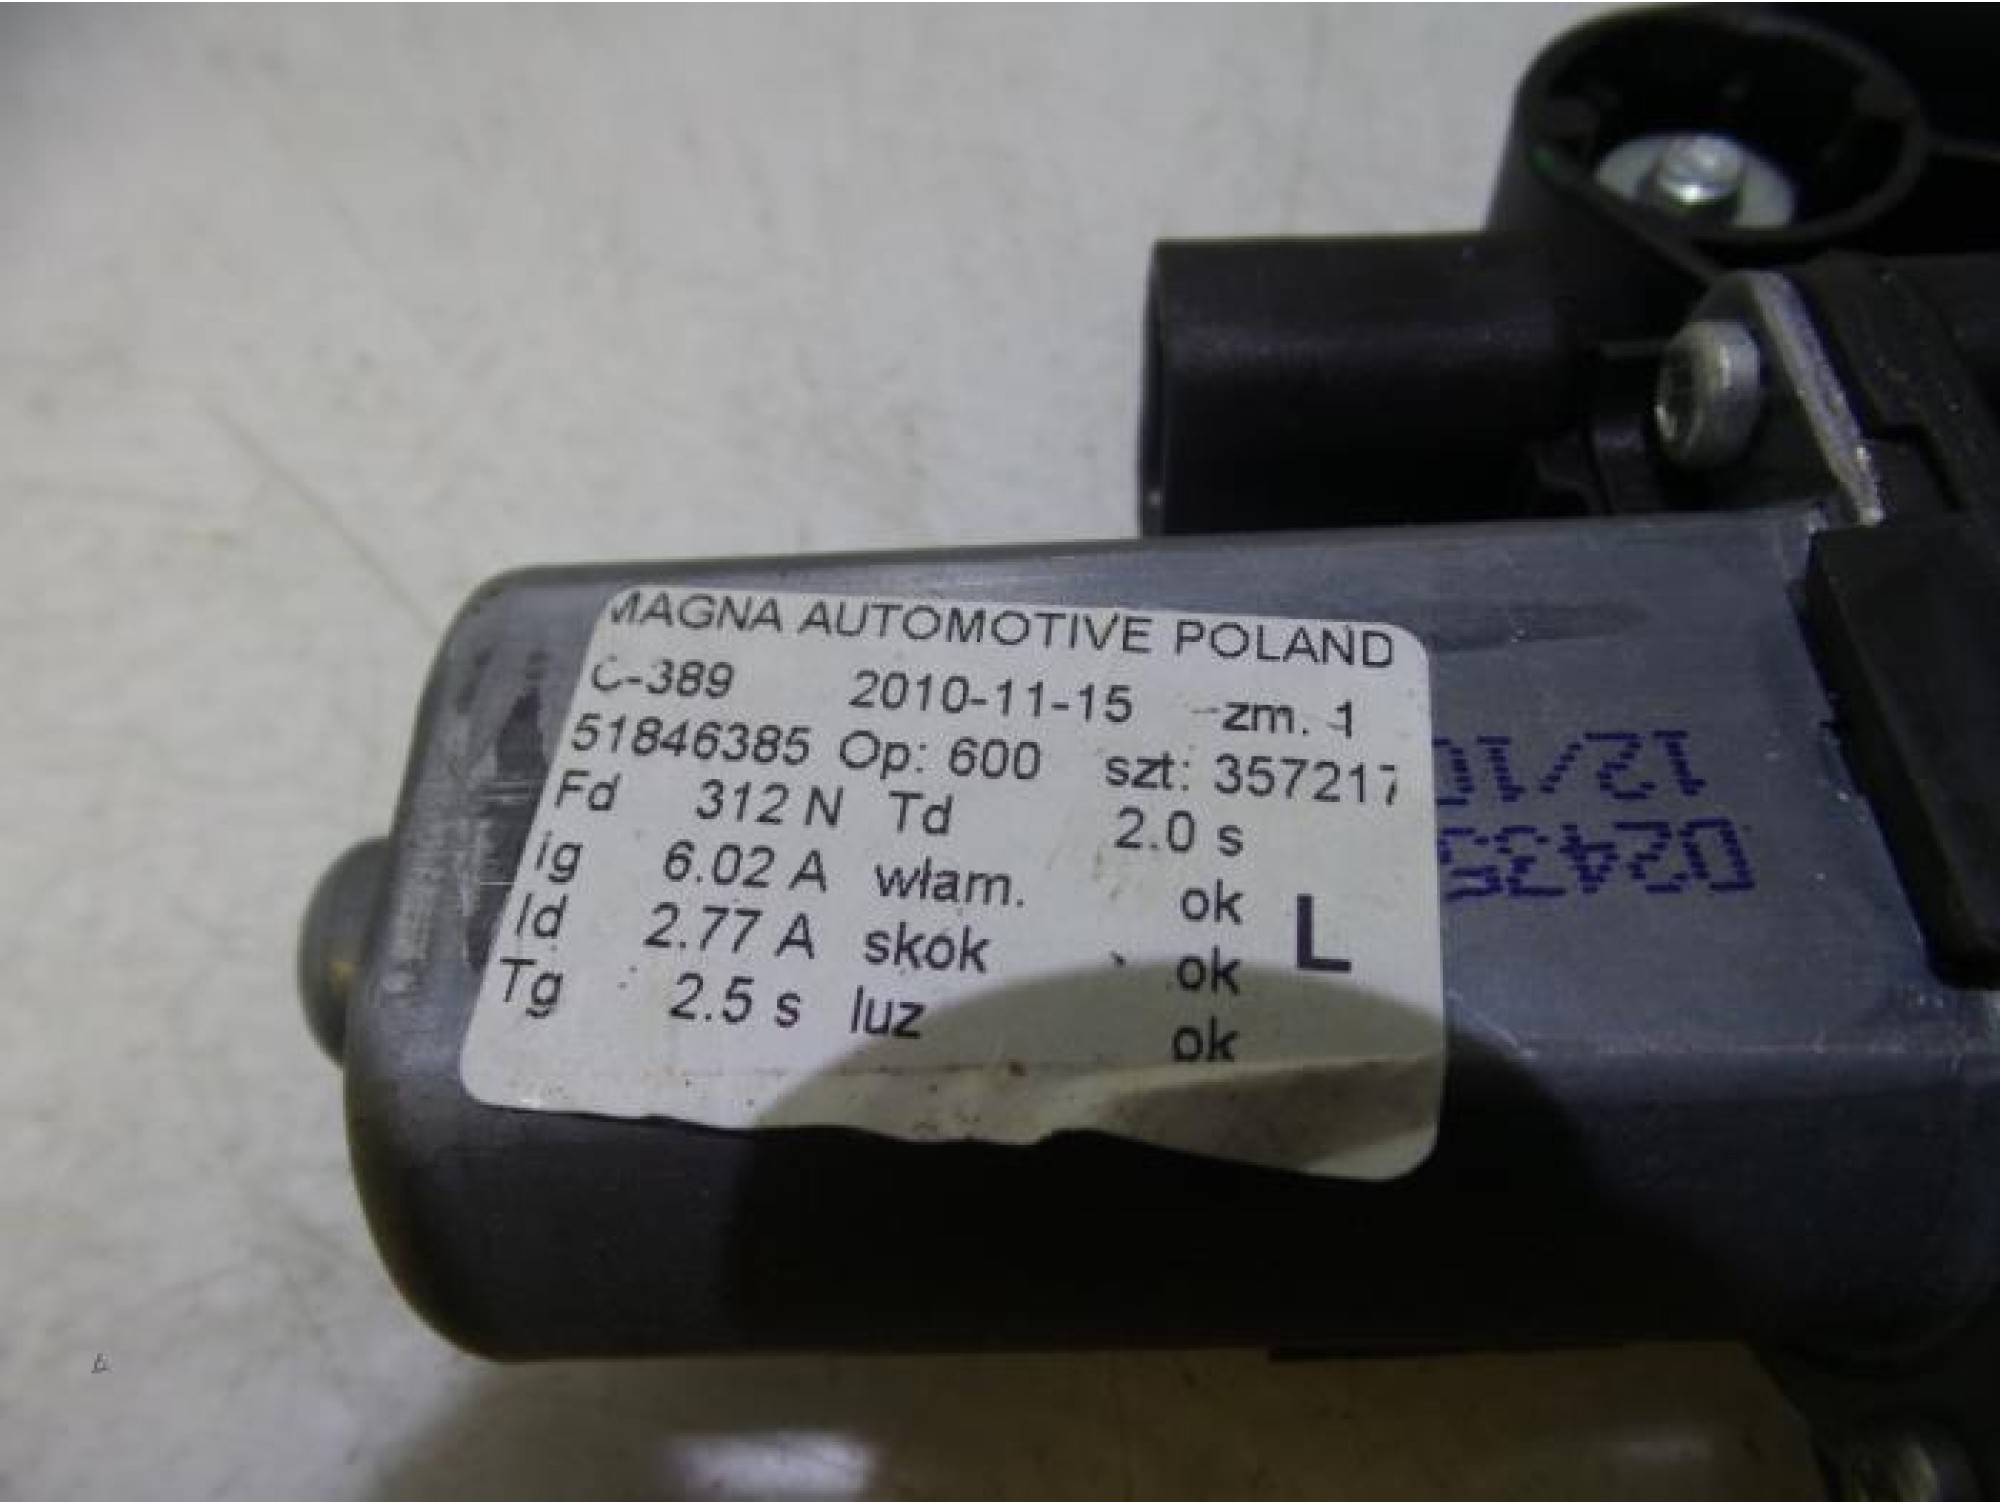 MAGNA AUTOMOTIVE POLAND
C-389 2010-11-15 zm. 1
51846385 Op: 600 szt: 357217
Fd 312 N Td 2.0 s
ig 6.02 A włam. ok
Id 2.77 A skok ok
Tg 2.5 s luz ok
L